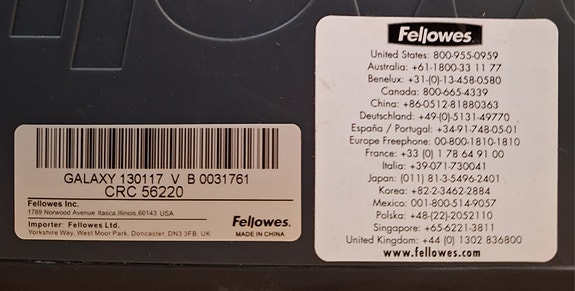 GALAXY 130117 V B 0031761
CRC 56220
Fellowes Inc.
1789 Norwood Avenue Itasca, Illinois, 60143 USA
Importer: Fellowes Ltd.
Yorkshire Way, West Moor Park, Doncaster, DN3 3FB, UK
Fellowes.
MADE IN CHINA
Fellowes.
United States: 800-955-0959
Australia: +61-1800-33 11 77
Benelux: +31-(0)-13-458-0580
Canada: 800-665-4339
China: +86-0512-81880363
Deutschland: +49-(0)-5131-49770
España / Portugal: +34-91-748-05-01
Europe Freephone: 00-800-1810-1810
France: +33 (0) 1 78 64 91 00
Italia: +39-071-730041
Japan: (011) 81-3-5496-2401
Korea: +82-2-3462-2884
Mexico: 001-800-514-9057
Polska: +48-(22)-2052110
Singapore: +65-6221-3811
United Kingdom: +44 (0) 1302 836800
www.fellowes.com